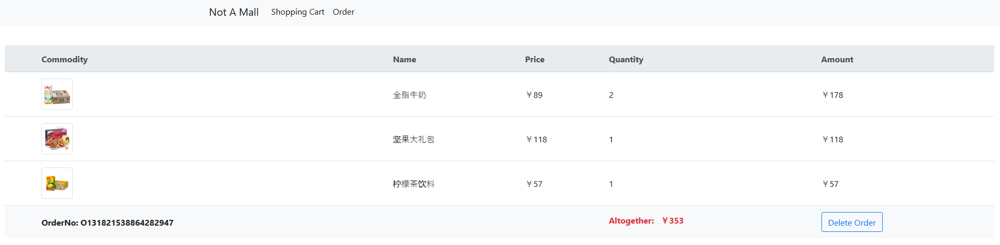 Not A Mall Shopping Cart Order
Commodity Name Price Quantity Amount
全脂牛奶 ￥89 2 ￥178
坚果大礼包 ￥118 1 ￥118
柠檬茶饮料 ￥57 1 ￥57
OrderNo: O131821538864282947 Altogether: ￥353 Delete Order